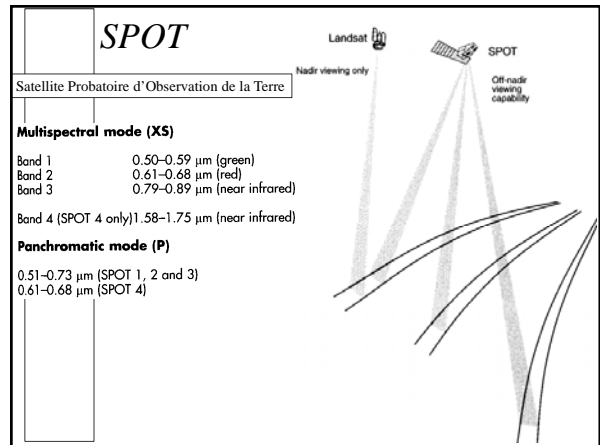 SPOT
Satellite Probatoire d'Observation de la Terre
Multispectral mode (XS)
Band 1 0.50–0.59 μm (green)
Band 2 0.61–0.68 μm (red)
Band 3 0.79–0.89 μm (near infrared)
Band 4 (SPOT 4 only)1.58–1.75 μm (near infrared)
Panchromatic mode (P)
0.51–0.73 μm (SPOT 1, 2 and 3)
0.61–0.68 μm (SPOT 4)
Landsat
Nadir viewing only
SPOT
Off-nadir
viewing
capability